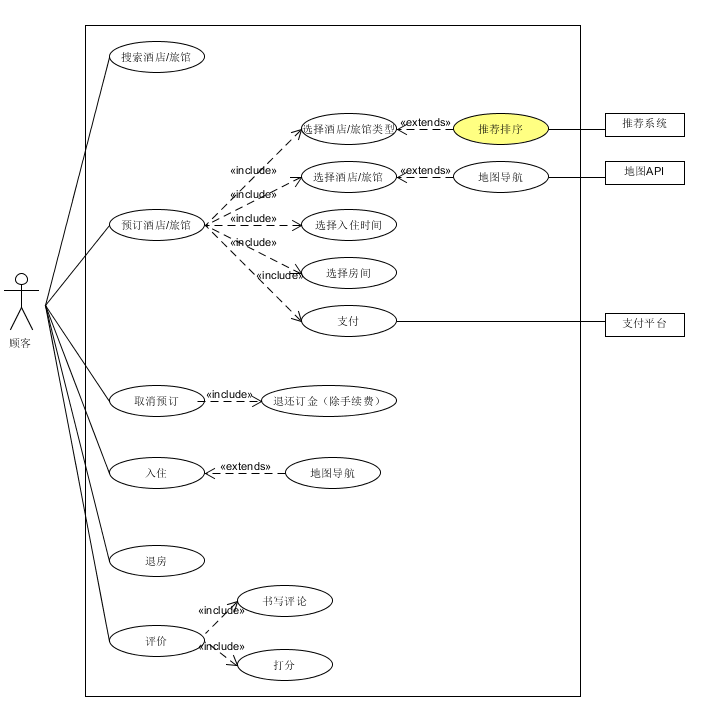 搜索酒店/旅馆
选择酒店/旅馆类型
«extends»
推荐排序
推荐系统
«include»
选择酒店/旅馆
«extends»
地图导航
地图API
«include»
预订酒店/旅馆
«include»
选择入住时间
«include»
选择房间
«include»
支付
支付平台
顾客
取消预订
«include»
退还订金（除手续费）
入住
«extends»
地图导航
退房
书写评论
«include»
评价
«include»
打分